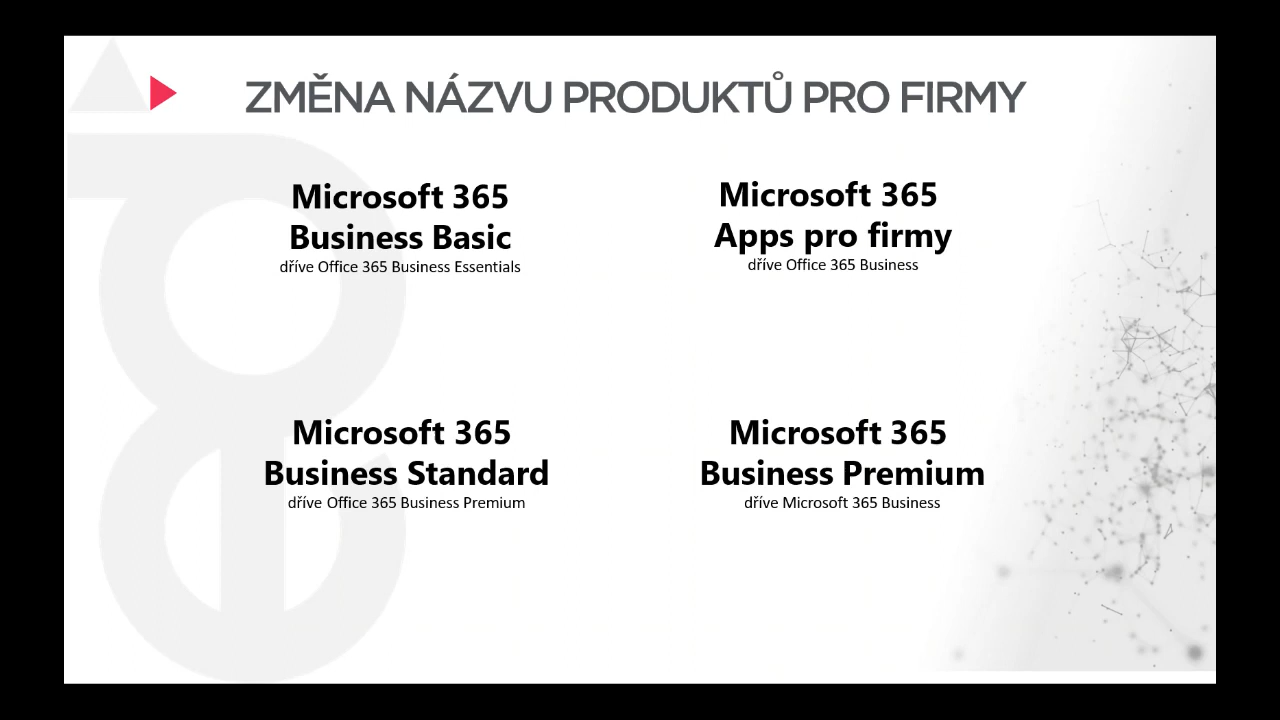 ZMĚNA NÁZVU PRODUKTŮ PRO FIRMY
Microsoft 365
Business Basic
dříve Office 365 Business Essentials
Microsoft 365
Apps pro firmy
dříve Office 365 Business
Microsoft 365
Business Standard
dříve Office 365 Business Premium
Microsoft 365
Business Premium
dříve Microsoft 365 Business